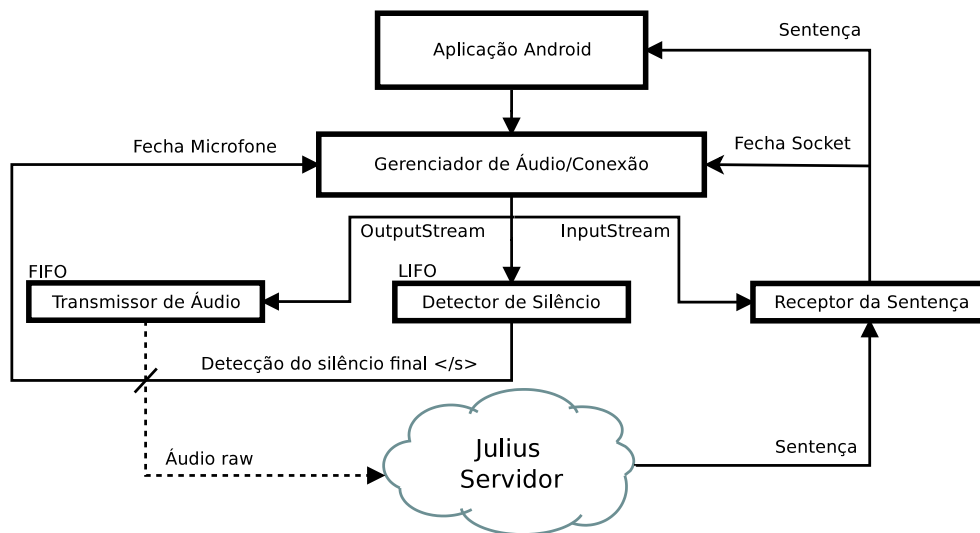 Sentença
Aplicação Android
Fecha Microfone
Gerenciador de Áudio/Conexão
Fecha Socket
OutputStream
InputStream
FIFO
LIFO
Transmissor de Áudio
Detector de Silêncio
Receptor da Sentença
Detecção do silêncio final </s>
Julius
Servidor
Áudio raw
Sentença